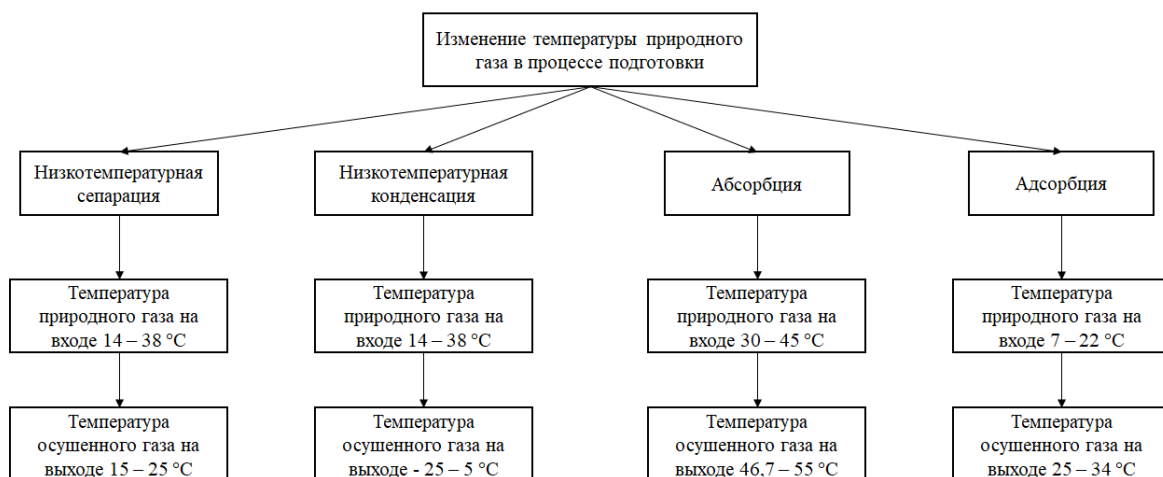 Изменение температуры природного
газа в процессе подготовки
Низкотемпературная
сепарация
Низкотемпературная
конденсация
Абсорбция
Адсорбция
Температура
природного газа на
входе 14 – 38 °С
Температура
природного газа на
входе 14 – 38 °С
Температура
природного газа на
входе 30 – 45 °С
Температура
природного газа на
входе 7 – 22 °С
Температура
осушенного газа на
выходе 15 – 25 °С
Температура
осушенного газа на
выходе - 25 – 5 °С
Температура
осушенного газа на
выходе 46,7 – 55 °С
Температура
осушенного газа на
выходе 25 – 34 °С